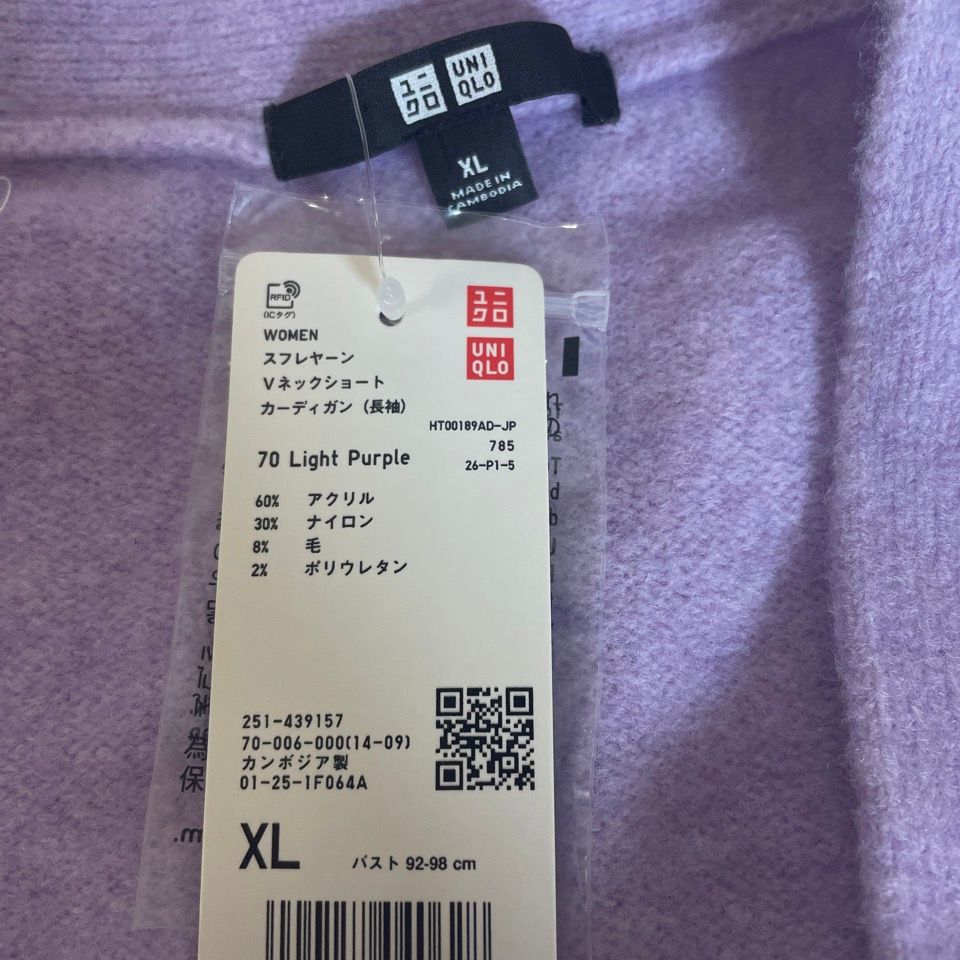 ユニ
クロ
UNI
QLO
XL
MADE IN
CAMBODIA
RFID
(ICタグ)
ユニ
クロ
UNI
QLO
WOMEN
スフレヤーン
Vネックショート
カーディガン（長袖）
HT00189AD-JP
785
70 Light Purple
26-P1-5
60% アクリル
30% ナイロン
8% 毛
2% ポリウレタン
251-439157
70-006-000(14-09)
カンボジア製
01-25-1F064A
XL
バスト 92-98 cm
為
保